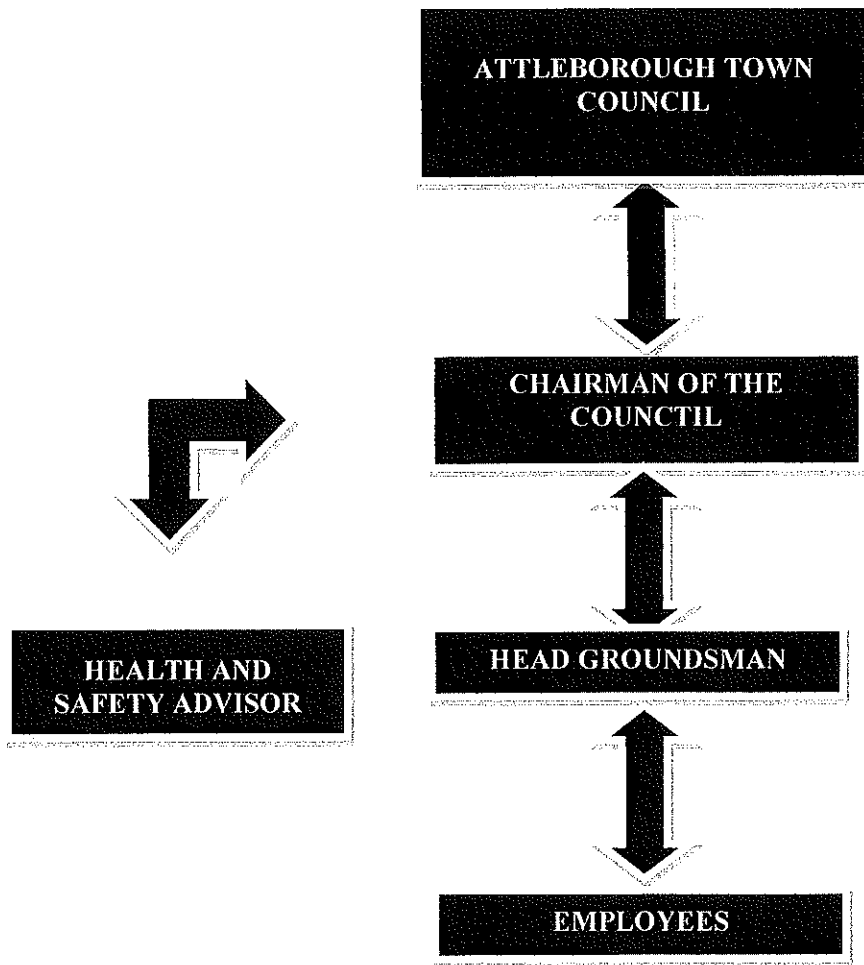 ATTLEBOROUGH TOWN
COUNCIL
CHAIRMAN OF THE
COUNCTIL
HEALTH AND
SAFETY ADVISOR
HEAD GROUNDSMAN
EMPLOYEES